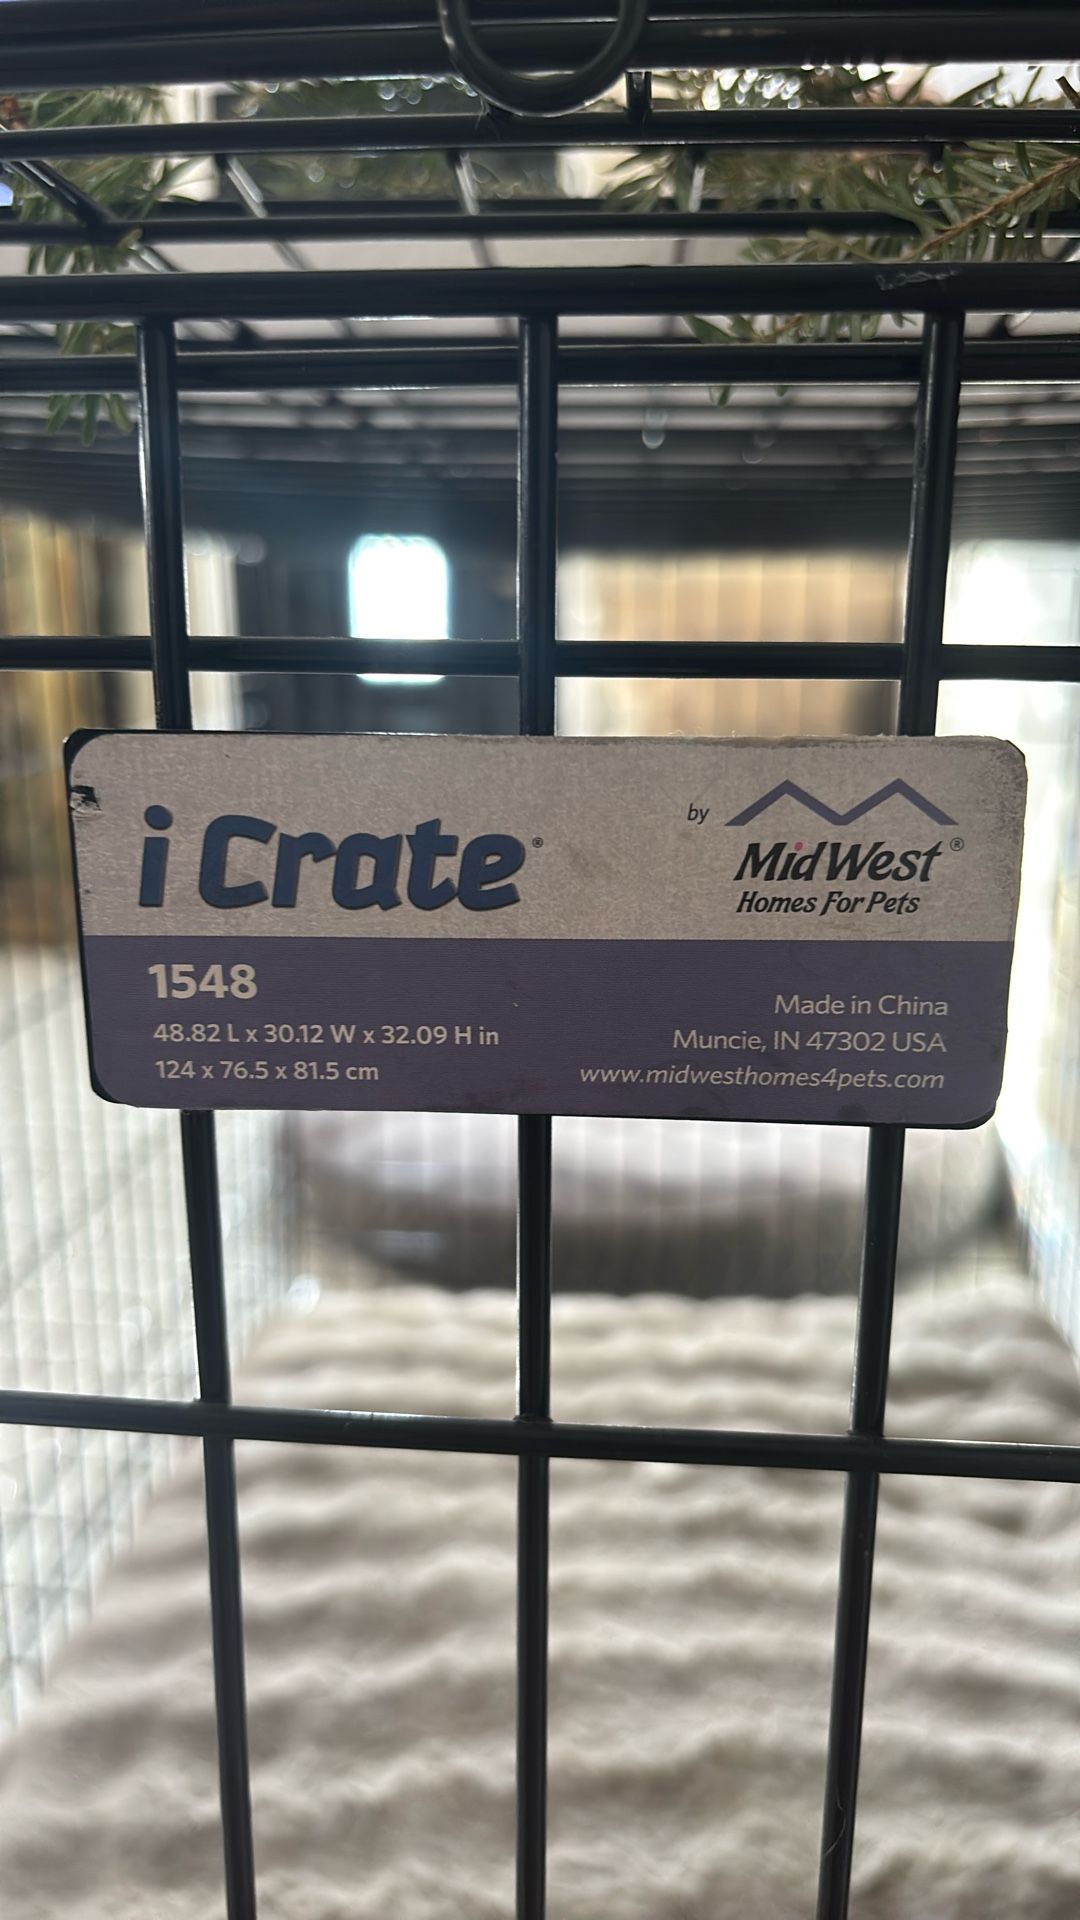 i Crate®
by
MidWest®
Homes For Pets
1548
48.82 L x 30.12 W x 32.09 H in
124 x 76.5 x 81.5 cm
Made in China
Muncie, IN 47302 USA
www.midwesthomes4pets.com